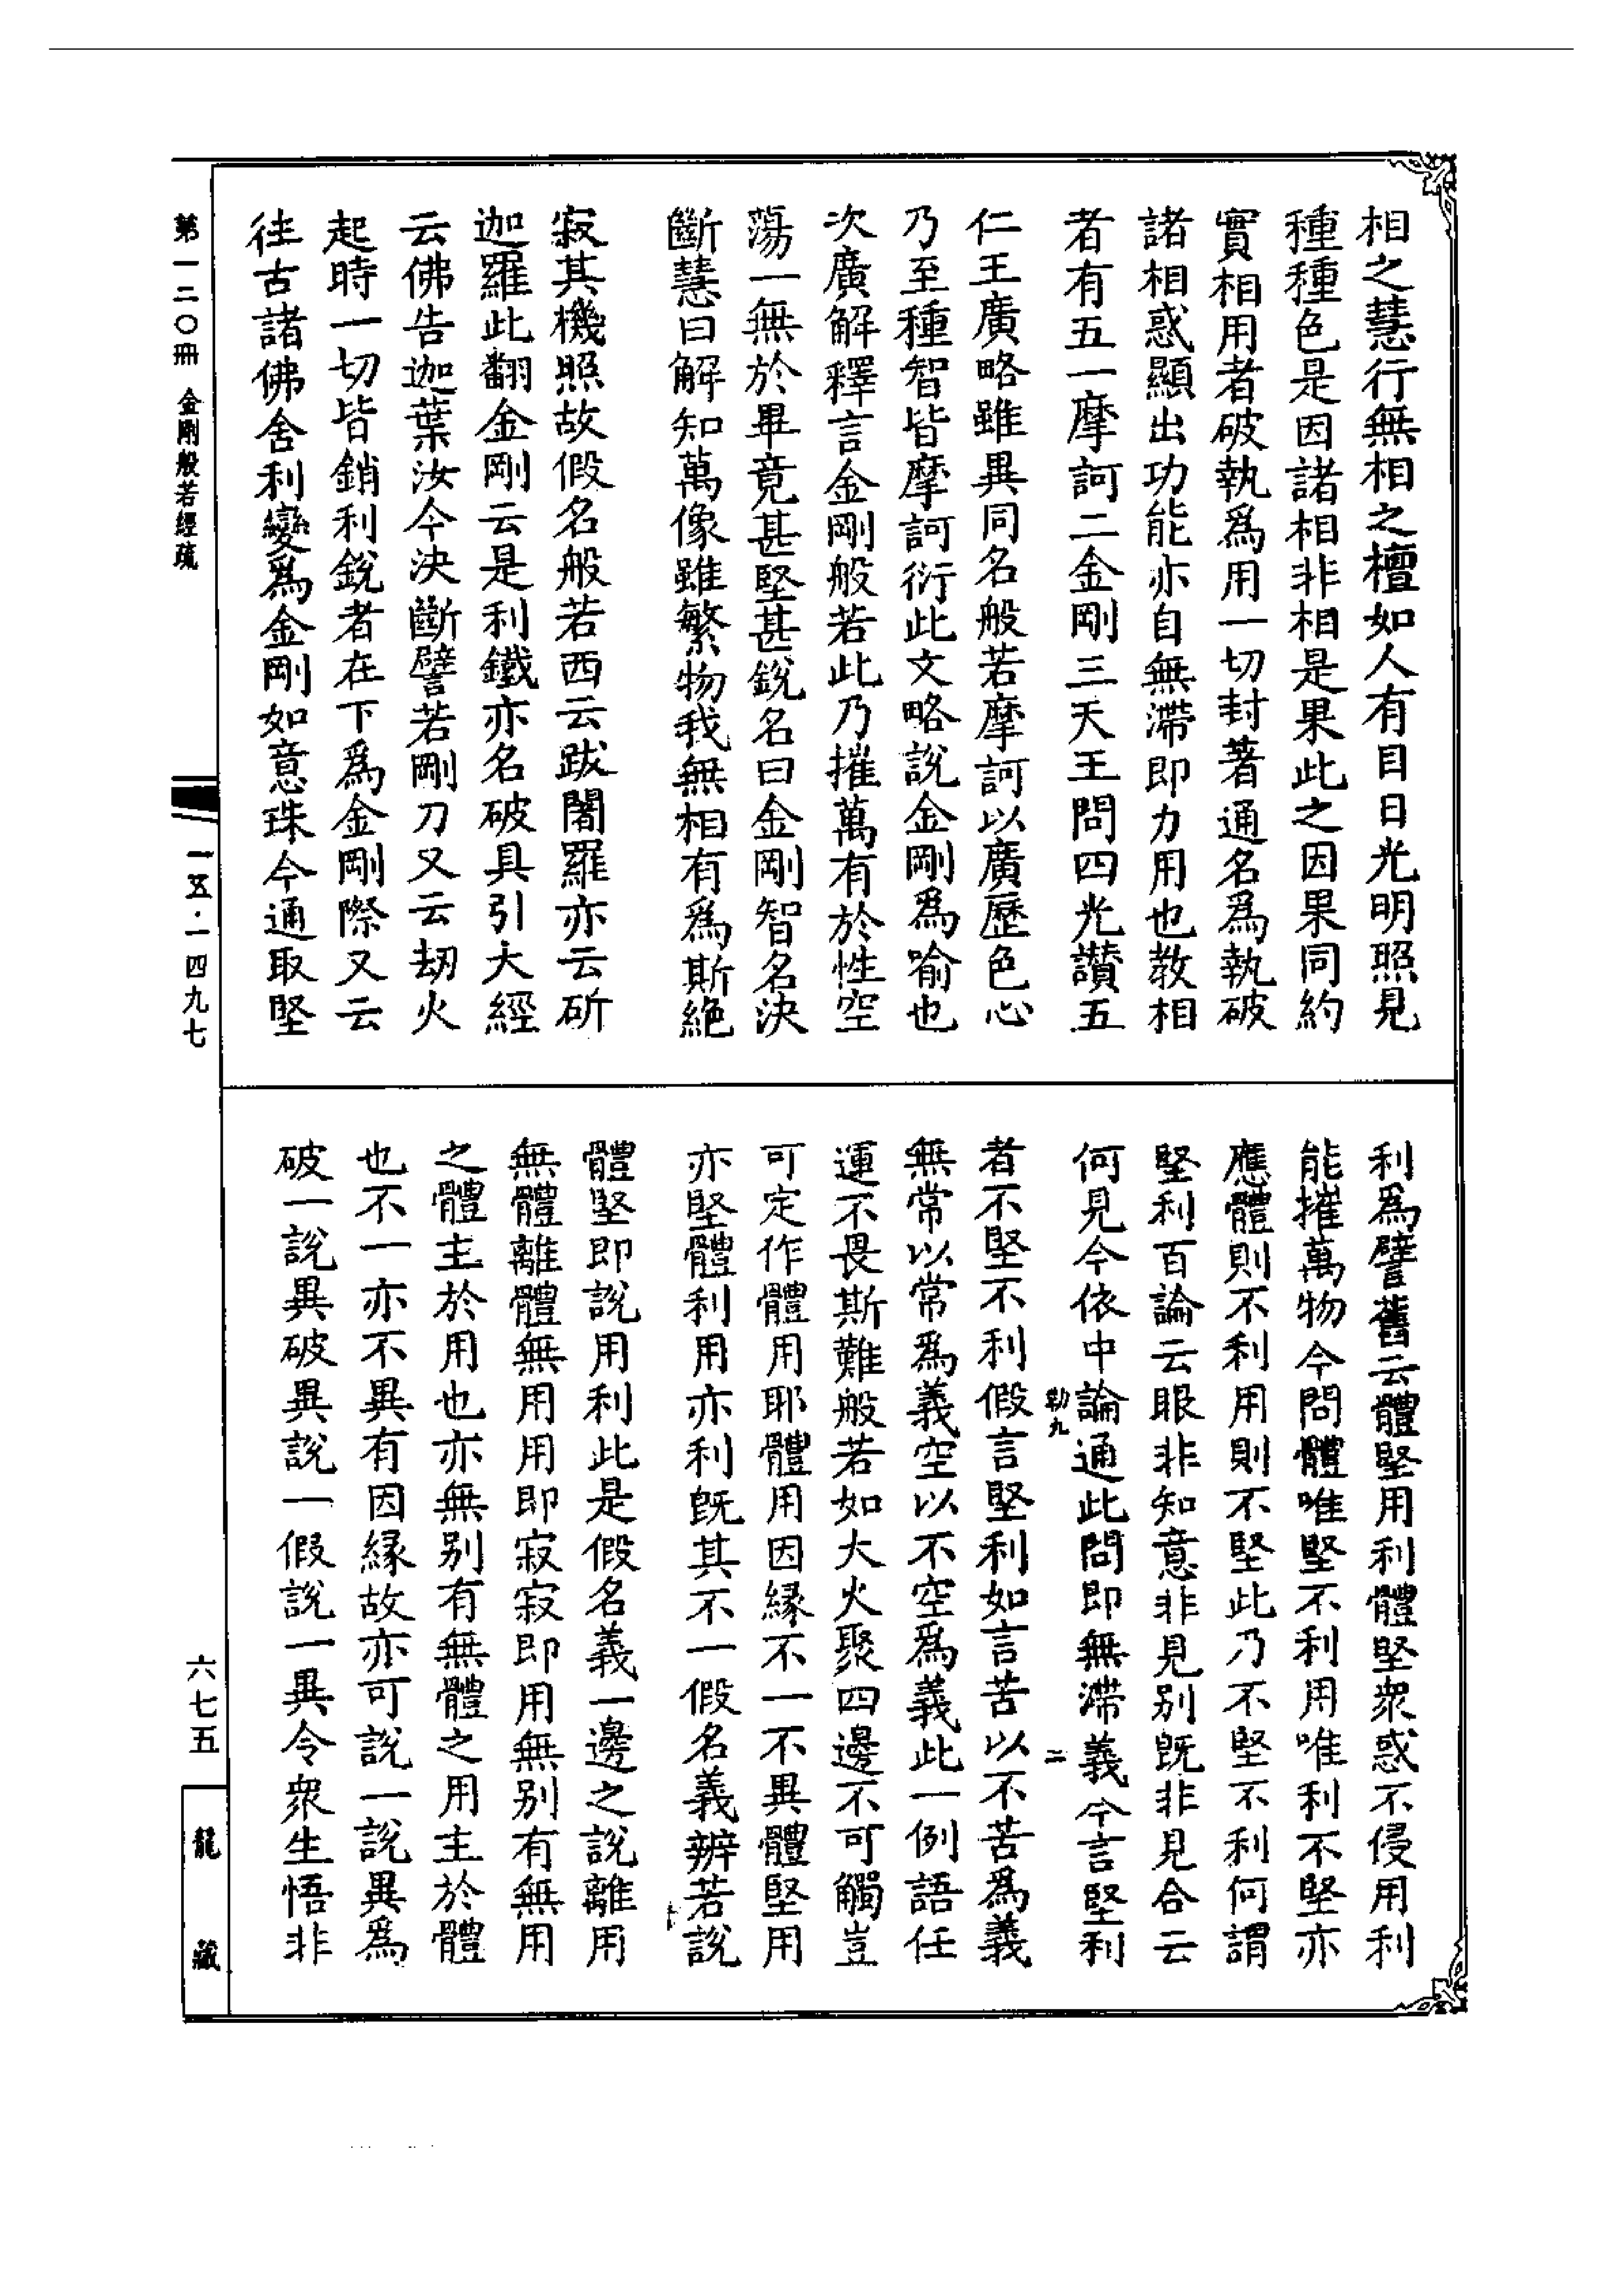 相之慧行無相之檀如人有目日光明照見
種種色是因諸相非相是果此之因果同約
實相用者破執爲用一切封著通名爲執破
諸相惑顯出功能亦自無滯即力用也教相
者有五一摩訶二金剛三天王問四光讚五
仁王廣略雖異同名般若摩訶以廣歷色心
乃至種智皆摩訶衍此文略說金剛爲喻也
次廣解釋言金剛般若此乃摧萬有於性空
蕩一無於畢竟甚堅甚銳名曰金剛智名決
斷慧曰解知萬像雖繁物我無相有爲斯絕
寂其機照故假名般若西云跋闍羅亦云斫
迦羅此翻金剛云是利鐵亦名破具引大經
云佛告迦葉汝今決斷譬若剛刀又云劫火
起時一切皆銷利銳者在下爲金剛際又云
往古諸佛舍利變爲金剛如意珠今通取堅
利爲譬舊云體堅用利體堅衆惑不侵用利
能摧萬物今問體唯堅不利用唯利不堅亦
應體則不利用則不堅此乃不堅不利何謂
堅利百論云眼非知意非見別既非見合云
何見今依中論通此問即無滯義今言堅利
勒九
二
者不堅不利假言堅利如言苦以不苦爲義
無常以常爲義空以不空爲義此一例語任
運不畏斯難般若如大火聚四邊不可觸豈
可定作體用耶體用因緣不一不異體堅用
亦堅體利用亦利既其不一假名義辨若說
體堅即說用利此是假名義一邊之說離用
無體離體無用用即寂寂即用無別有無用
之體主於用也亦無別有無體之用主於體
也不一亦不異有因緣故亦可說一說異爲
破一說異破異說一假說一異令衆生悟非
第一二〇冊 金剛般若經疏
一五·一四九七
六七五
龍藏